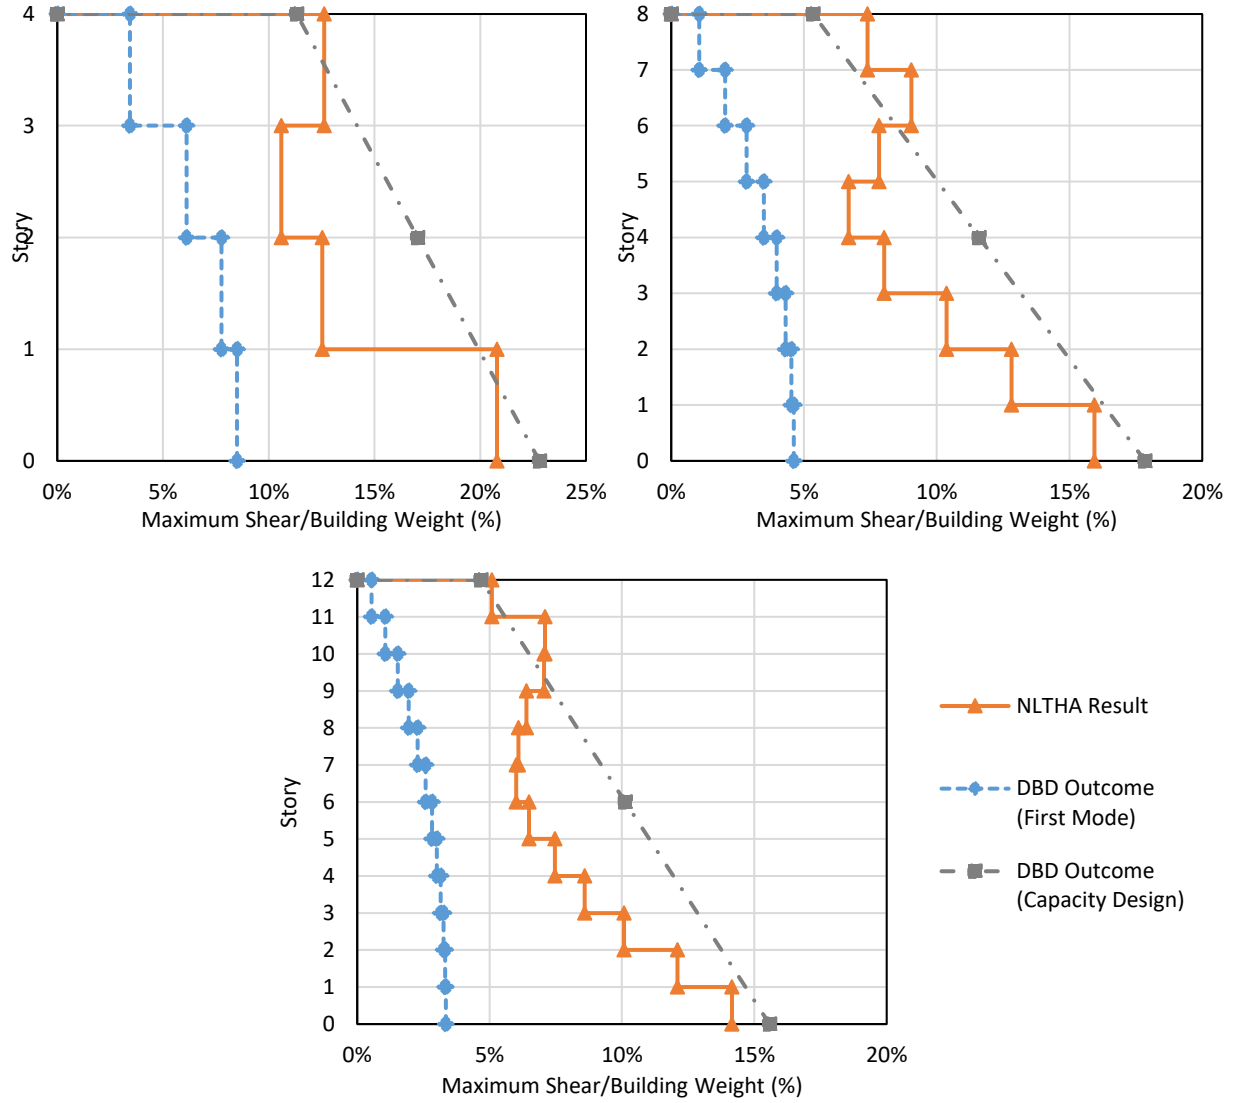 4
3
2
1
0
Story
0% 5% 10% 15% 20% 25%
Maximum Shear/Building Weight (%)
8
7
6
5
4
3
2
1
0
Story
0% 5% 10% 15% 20%
Maximum Shear/Building Weight (%)
12
11
10
9
8
7
6
5
4
3
2
1
0
Story
0% 5% 10% 15% 20%
Maximum Shear/Building Weight (%)
NLTHA Result
DBD Outcome
(First Mode)
DBD Outcome
(Capacity Design)